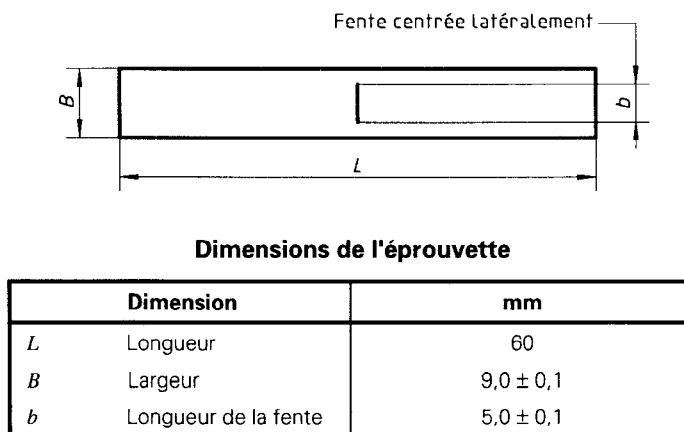 Fente centrée latéralement
B
b
L
Dimensions de l'éprouvette
Dimension mm
L Longueur 60
B Largeur 9,0 ± 0,1
b Longueur de la fente 5,0 ± 0,1